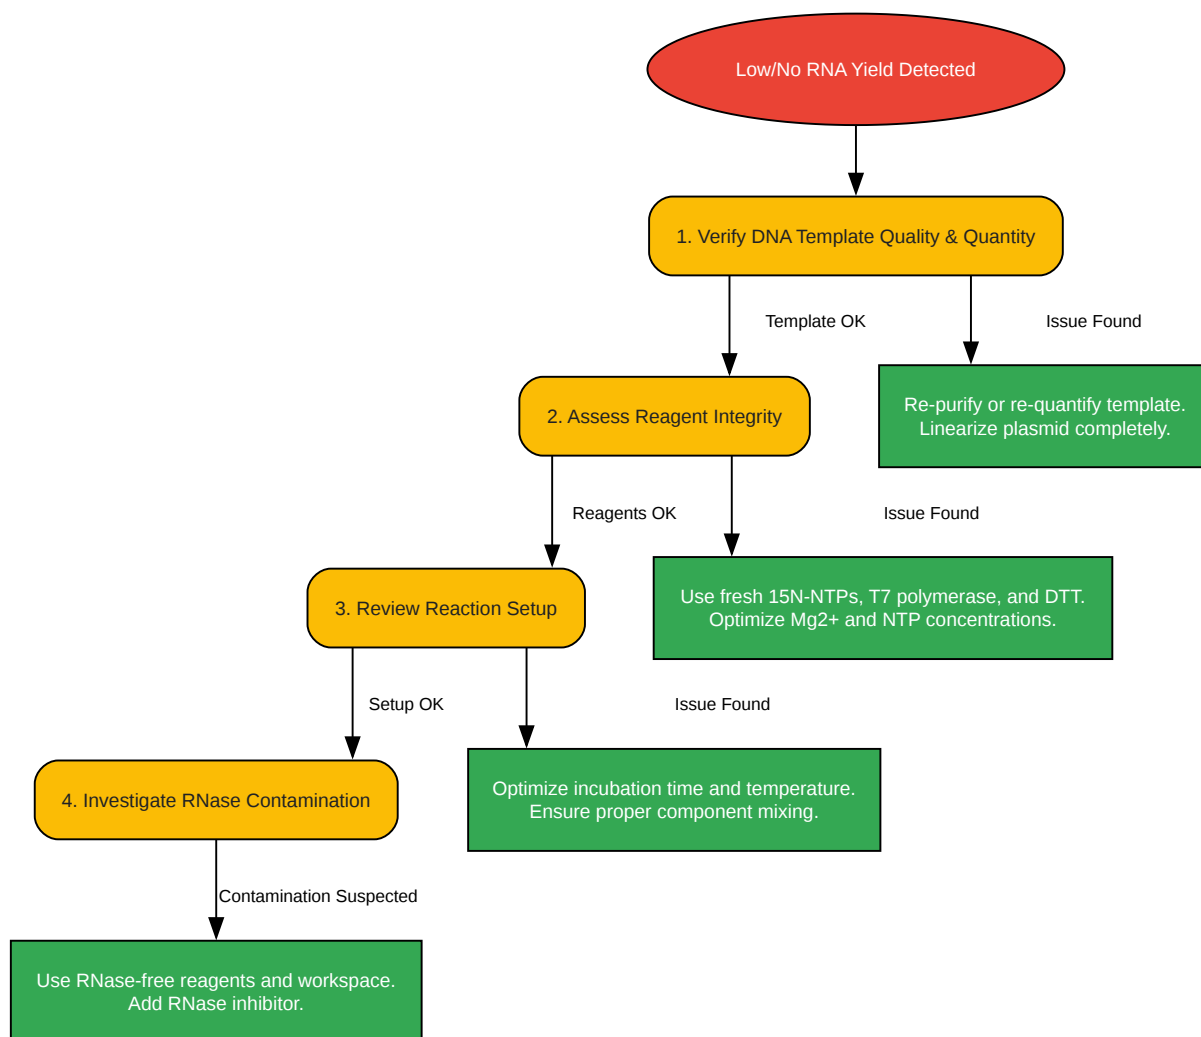 Low/No RNA Yield Detected
1. Verify DNA Template Quality & Quantity
Template OK
Issue Found
Re-purify or re-quantify template.
Linearize plasmid completely.
2. Assess Reagent Integrity
Reagents OK
Issue Found
Use fresh 15N-NTPs, T7 polymerase, and DTT.
Optimize Mg2+ and NTP concentrations.
3. Review Reaction Setup
Setup OK
Issue Found
Optimize incubation time and temperature.
Ensure proper component mixing.
4. Investigate RNase Contamination
Contamination Suspected
Use RNase-free reagents and workspace.
Add RNase inhibitor.